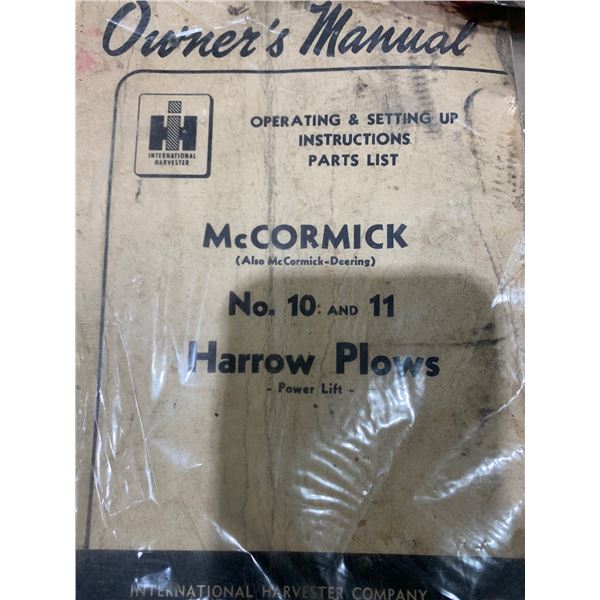 Owner's Manual
IH
INTERNATIONAL
HARVESTER
OPERATING & SETTING UP
INSTRUCTIONS
PARTS LIST
McCORMICK
(Also McCormick-Deering)
No. 10 AND 11
Harrow Plows
- Power Lift -
INTERNATIONAL HARVESTER COMPANY